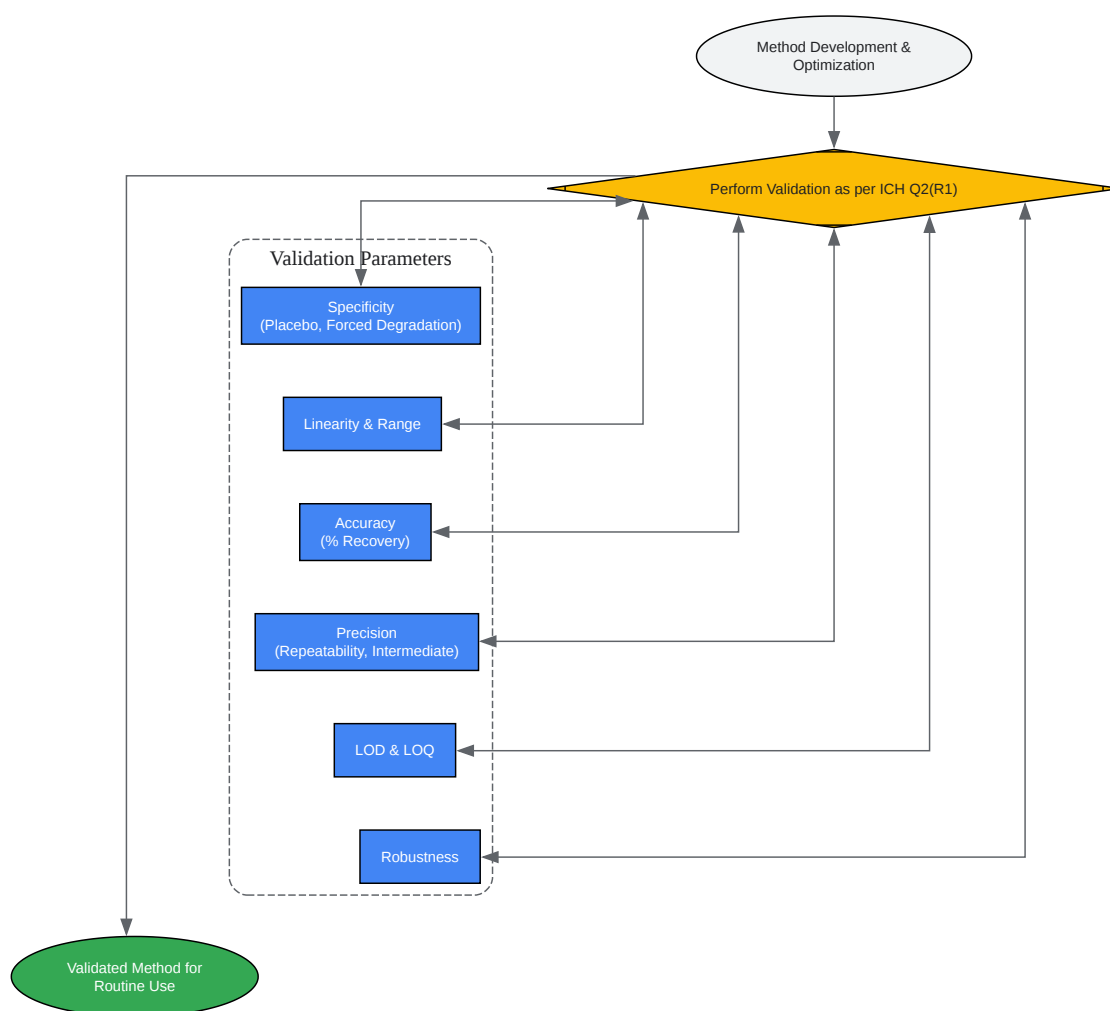 Method Development &
Optimization
Perform Validation as per ICH Q2(R1)
Validation Parameters
Specificity
(Placebo, Forced Degradation)
Linearity & Range
Accuracy
(% Recovery)
Precision
(Repeatability, Intermediate)
LOD & LOQ
Robustness
Validated Method for
Routine Use